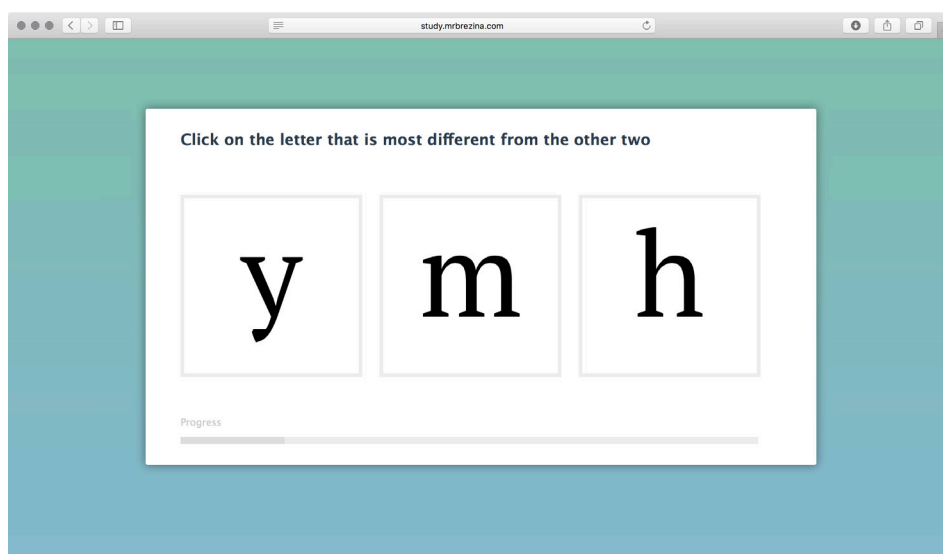 study.mrbrezina.com
Click on the letter that is most different from the other two
y m h
Progress